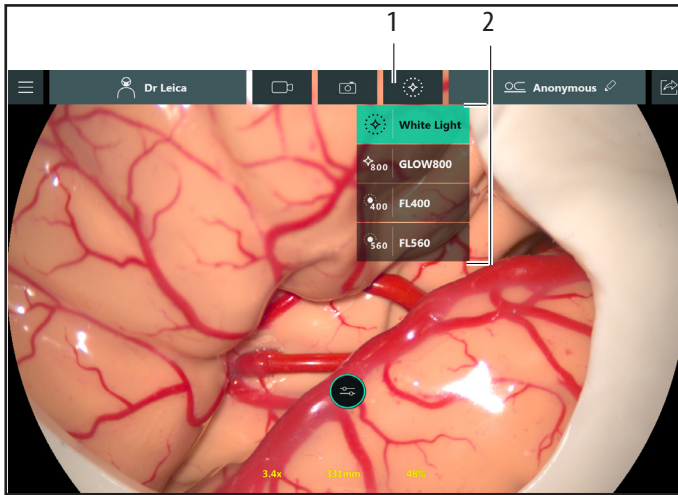 1 2
Dr Leica Anonymous
White Light
800 GLOW800
400 FL400
560 FL560
3.4x 331mm 48%